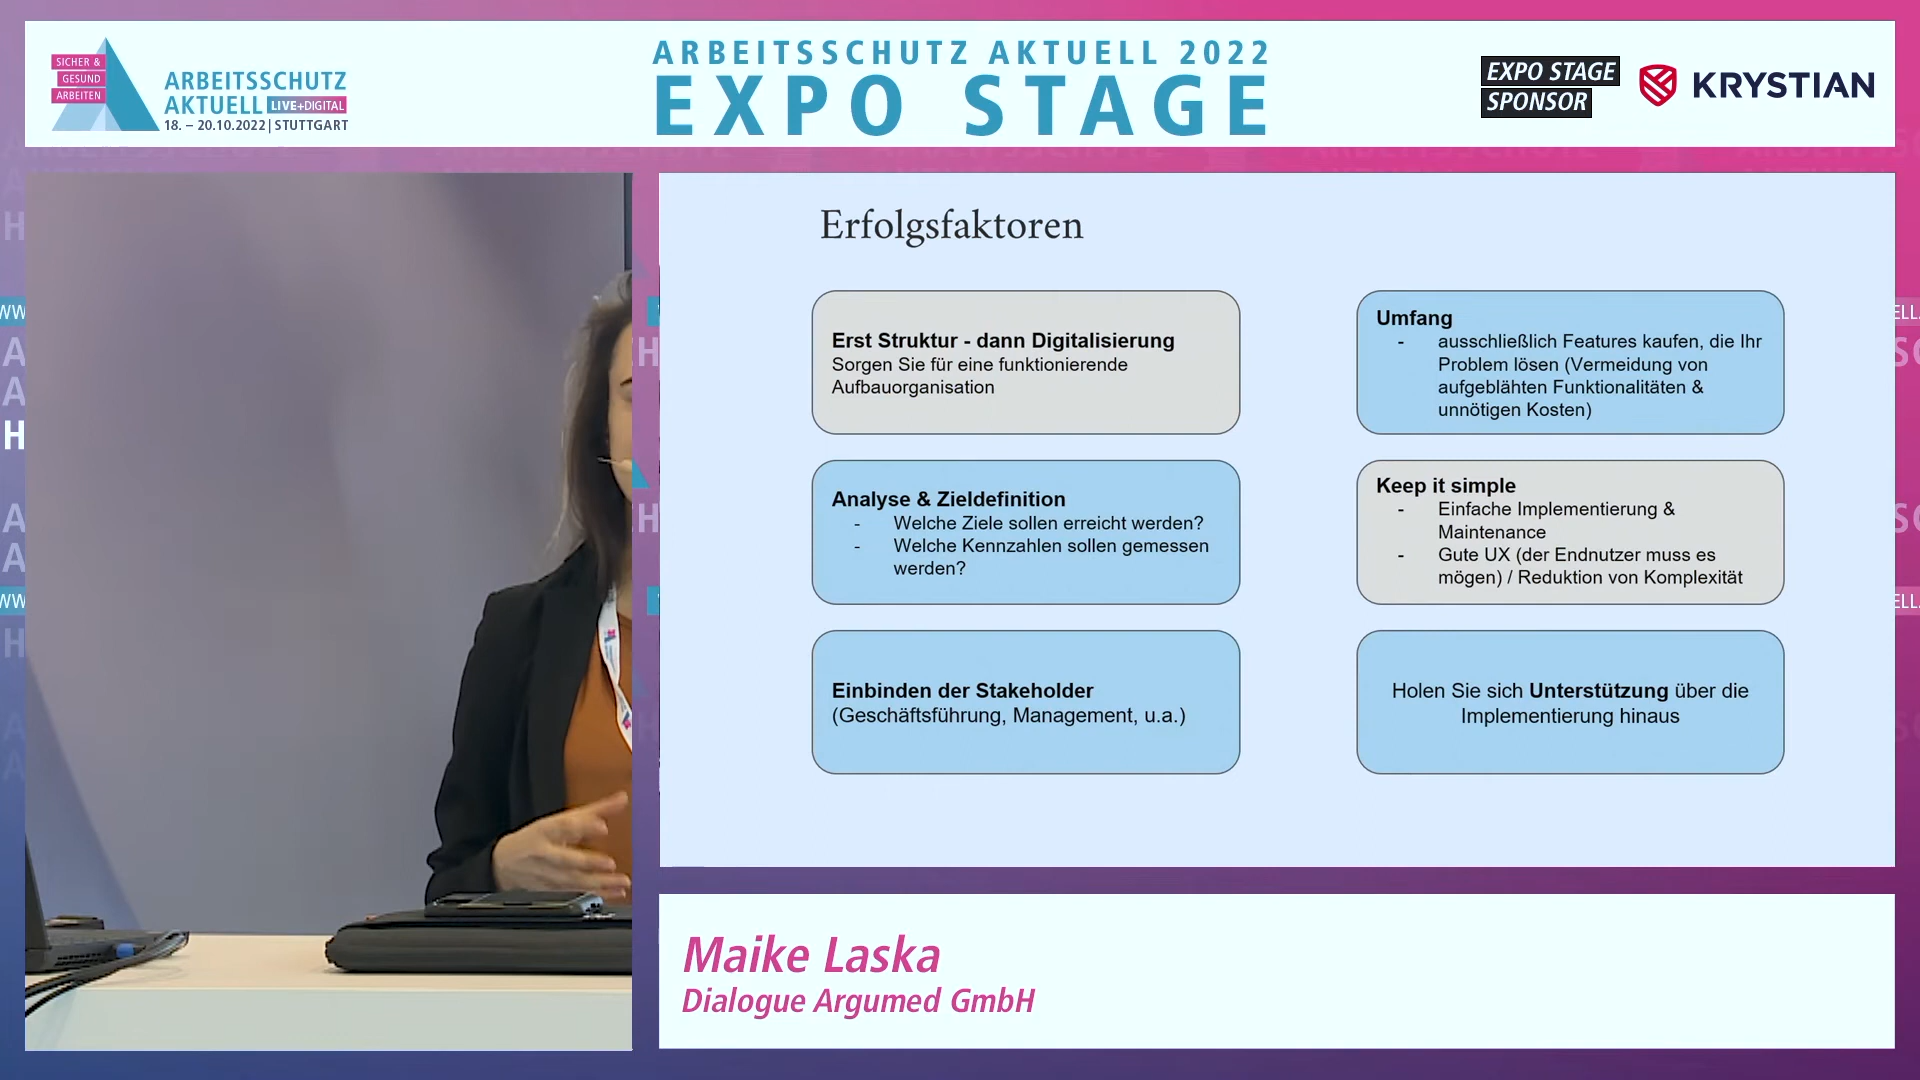 SICHER &
GESUND
ARBEITEN
ARBEITSSCHUTZ
AKTUELL LIVE+DIGITAL
18. – 20.10.2022 | STUTTGART
ARBEITSSCHUTZ AKTUELL 2022
EXPO STAGE
EXPO STAGE
SPONSOR
KRYSTIAN
Erfolgsfaktoren
Erst Struktur - dann Digitalisierung
Sorgen Sie für eine funktionierende
Aufbauorganisation
Analyse & Zieldefinition
- Welche Ziele sollen erreicht werden?
- Welche Kennzahlen sollen gemessen
werden?
Einbinden der Stakeholder
(Geschäftsführung, Management, u.a.)
Umfang
- ausschließlich Features kaufen, die Ihr
Problem lösen (Vermeidung von
aufgeblähten Funktionalitäten &
unnötigen Kosten)
Keep it simple
- Einfache Implementierung &
Maintenance
- Gute UX (der Endnutzer muss es
mögen) / Reduktion von Komplexität
Holen Sie sich Unterstützung über die
Implementierung hinaus
Maike Laska
Dialogue Argumed GmbH